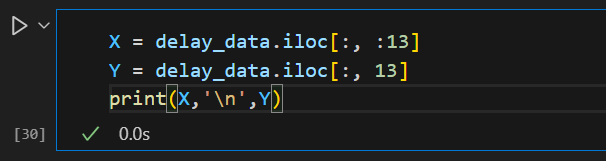 X = delay_data.iloc[:, :13]
Y = delay_data.iloc[:, 13]
print(X,'\n',Y)
[30]
0.0s